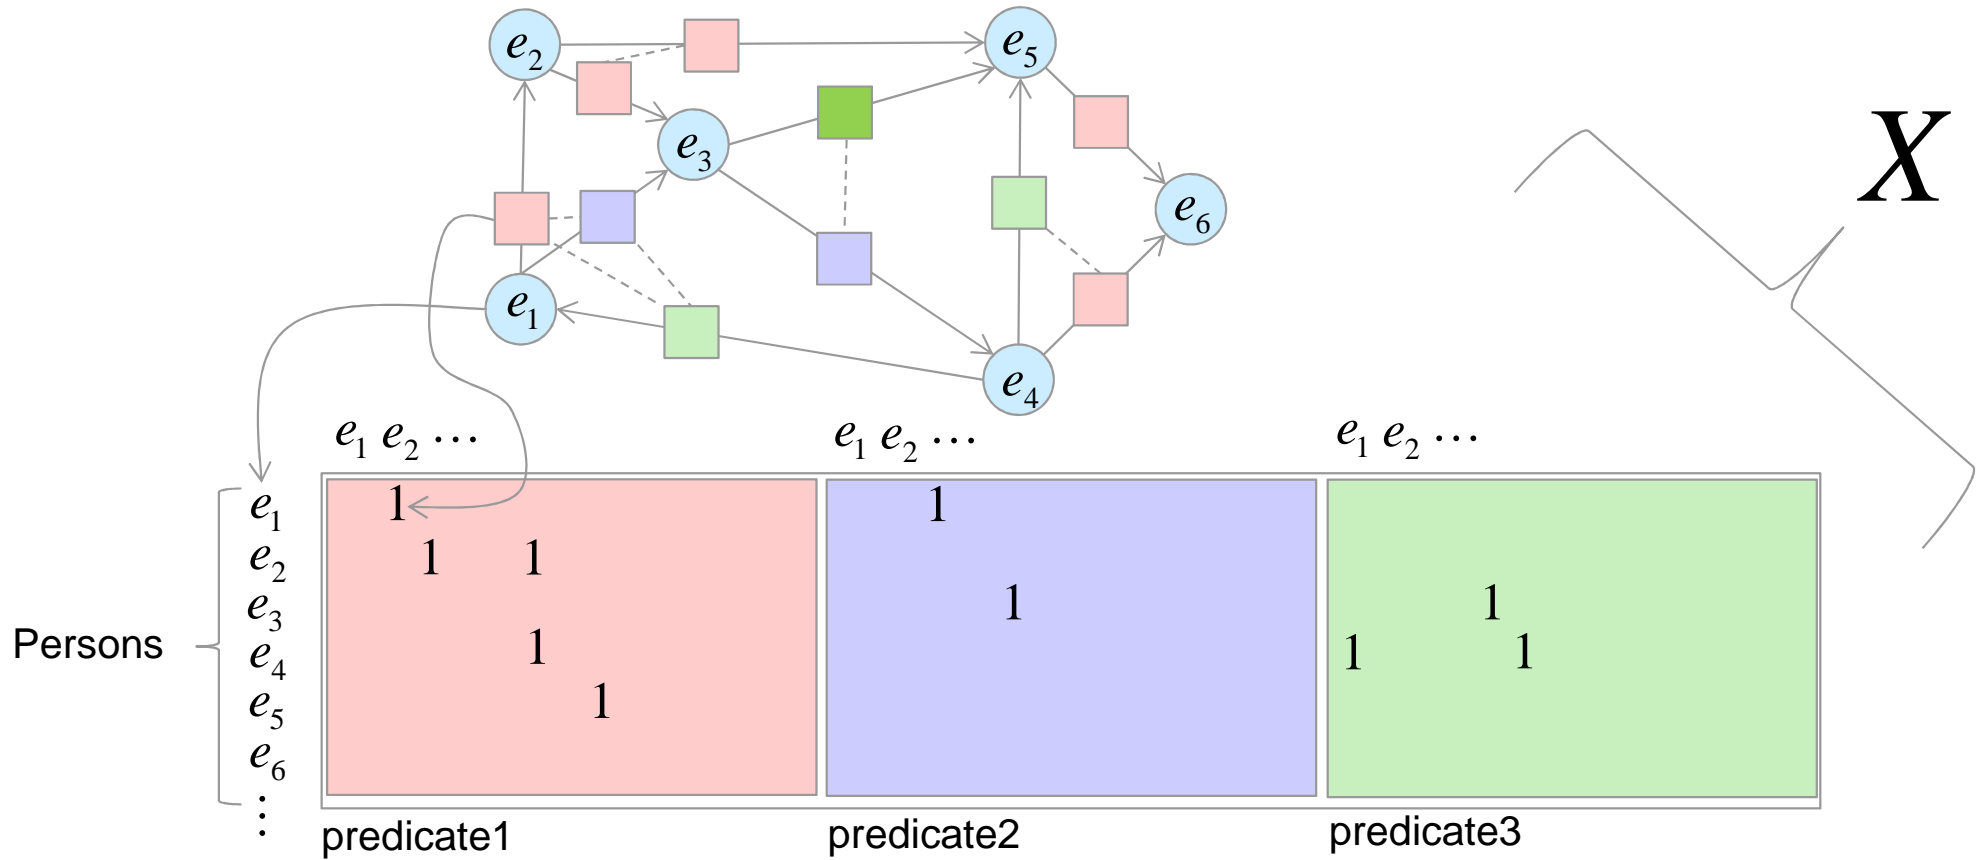 e2
e5
e3
X
e6
e1
e4
e1 e2 ⋯ e1 e2 ⋯ e1 e2 ⋯
e1 1 1
e2 1 1
e3 1 1
Persons
e4 1 1 1
e5 1
e6
⋮
predicate1 predicate2 predicate3